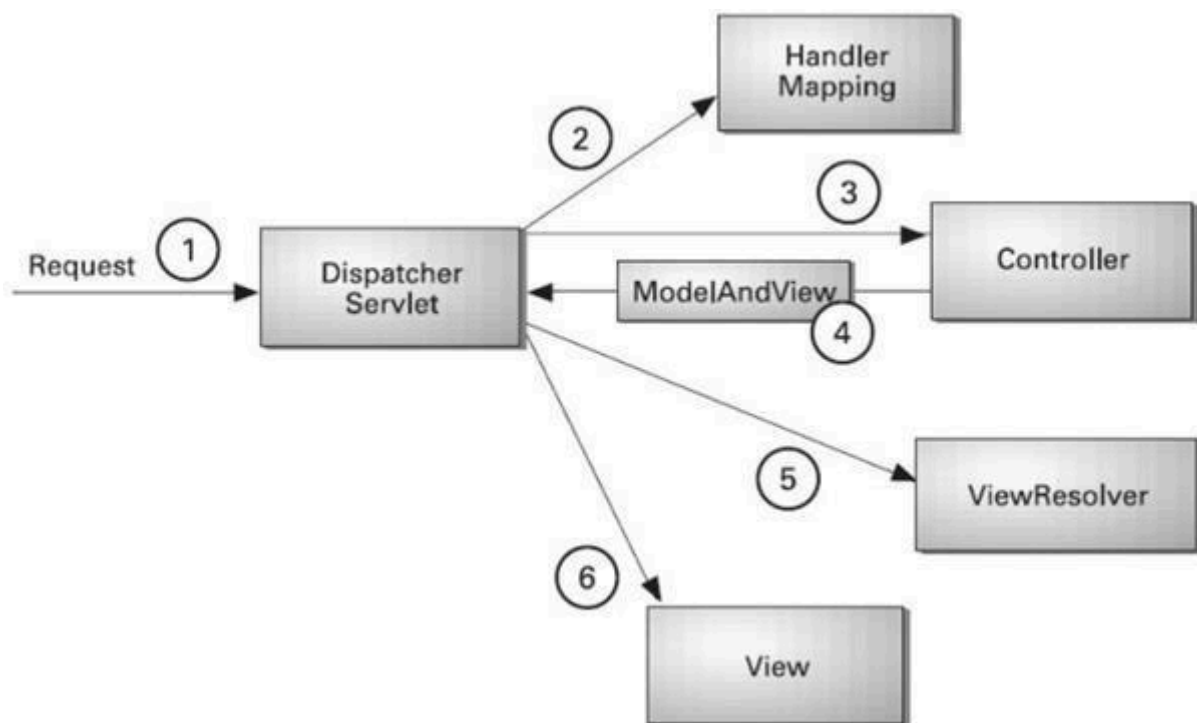 Handler
Mapping
2
3
1
Request
Dispatcher
Servlet
Controller
ModelAndView
4
5
ViewResolver
6
View